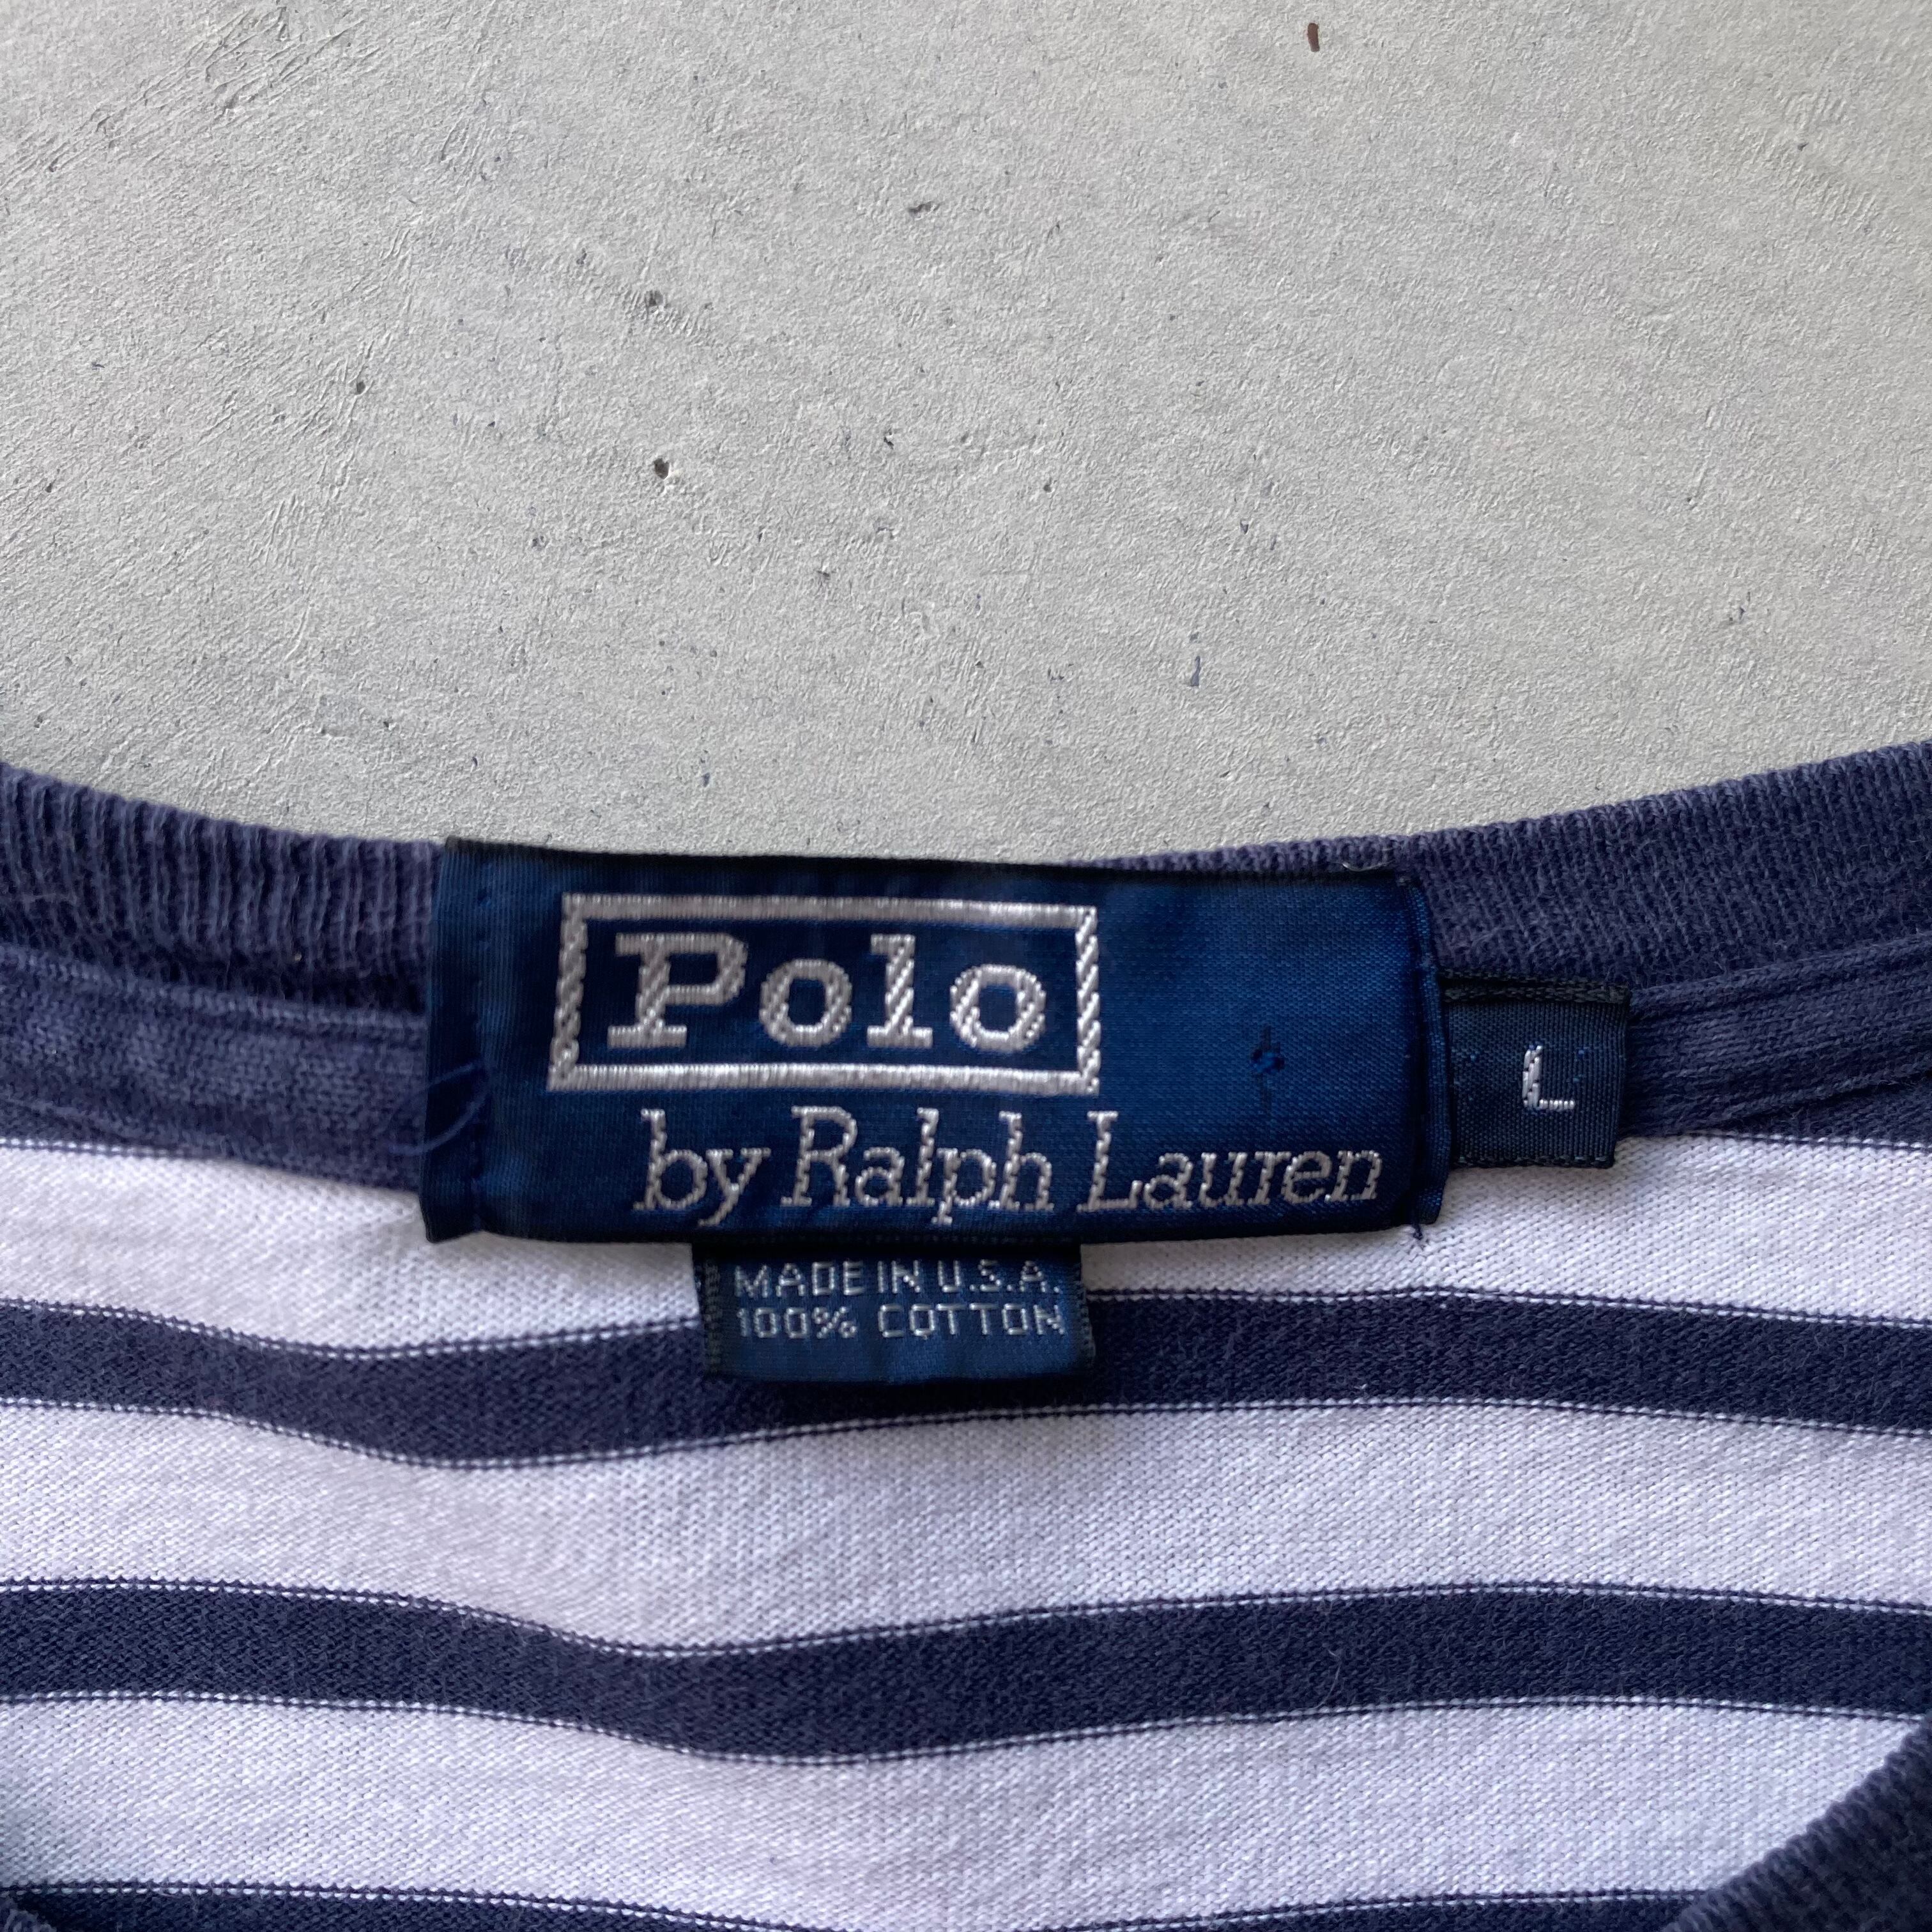 Polo
by Ralph Lauren
L
MADE IN U.S.A.
100% COTTON